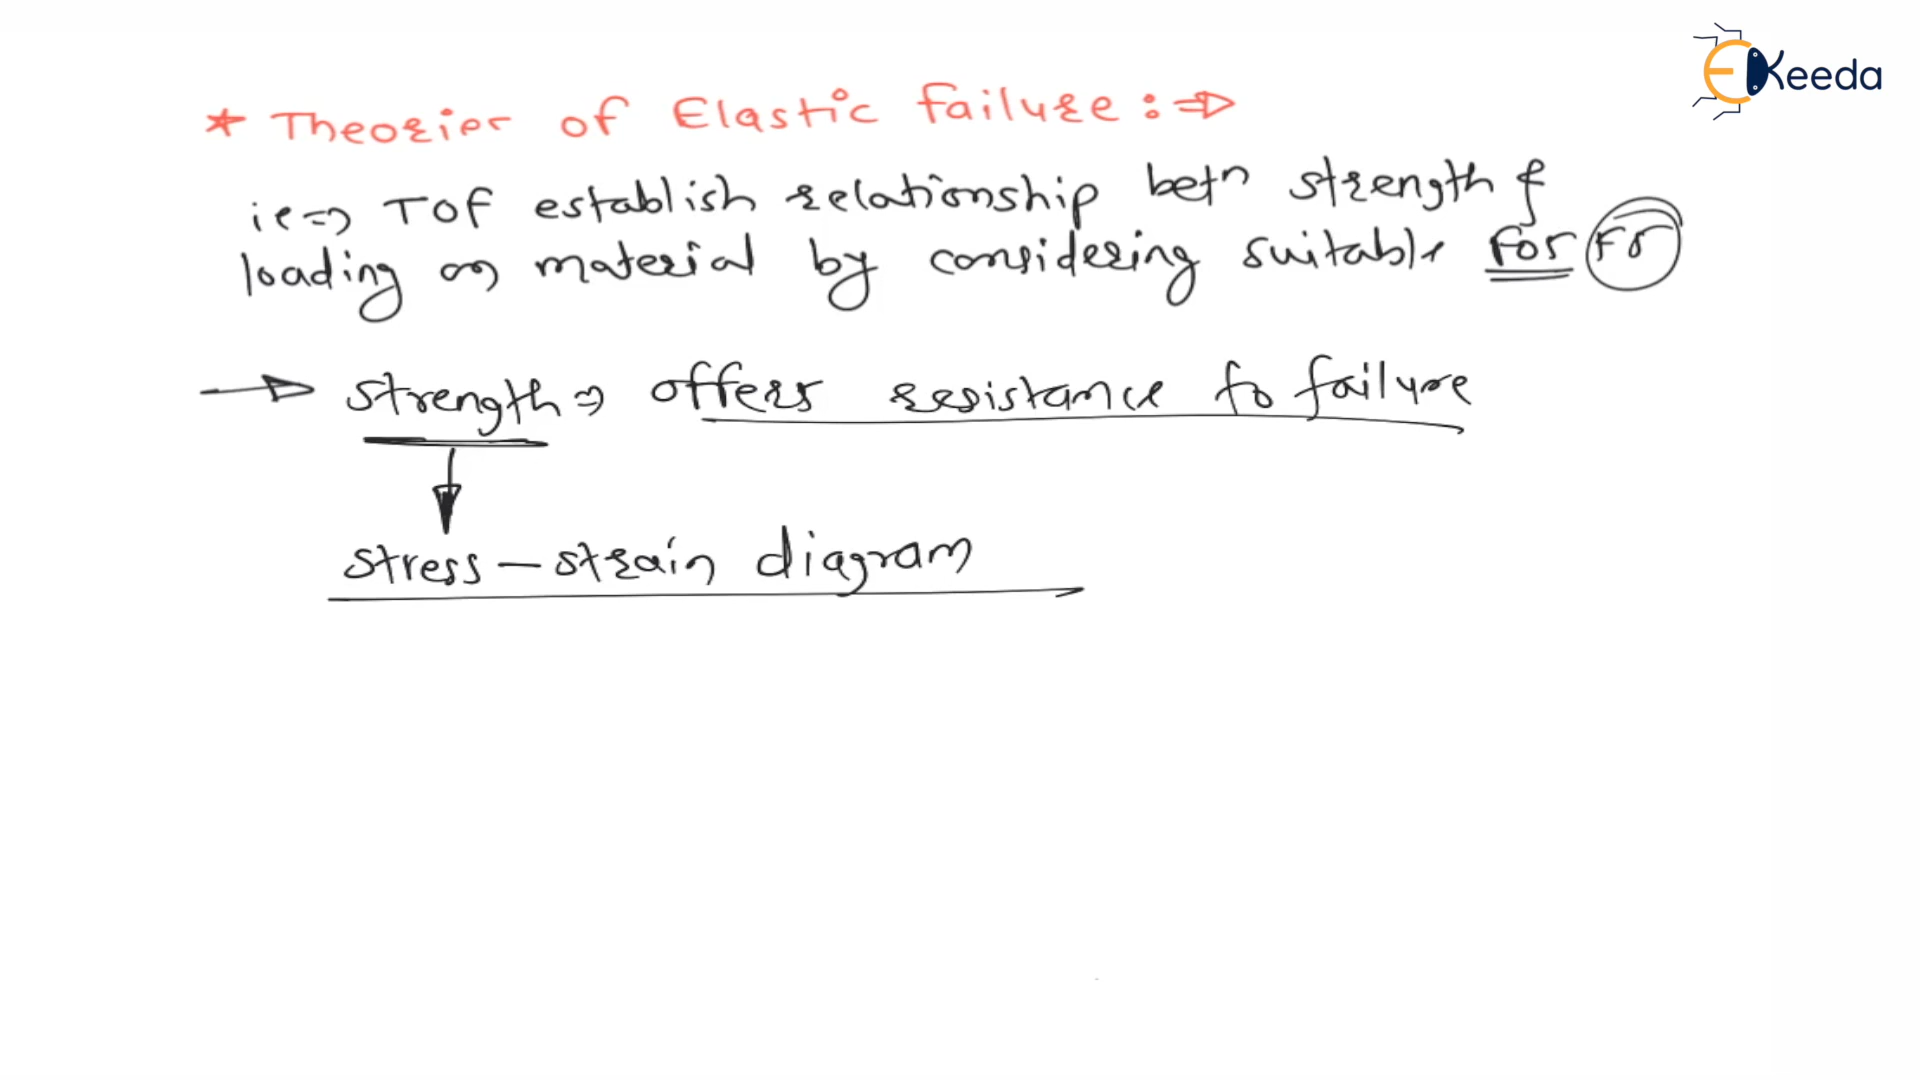 EKeeda
* Theories of Elastic Failure :⇒
ie ⇒ TOF establish relationship betn strength &
loading on material by considering suitable FOS FS
→ strength ⇒ offers resistance to failure
stress – strain diagram